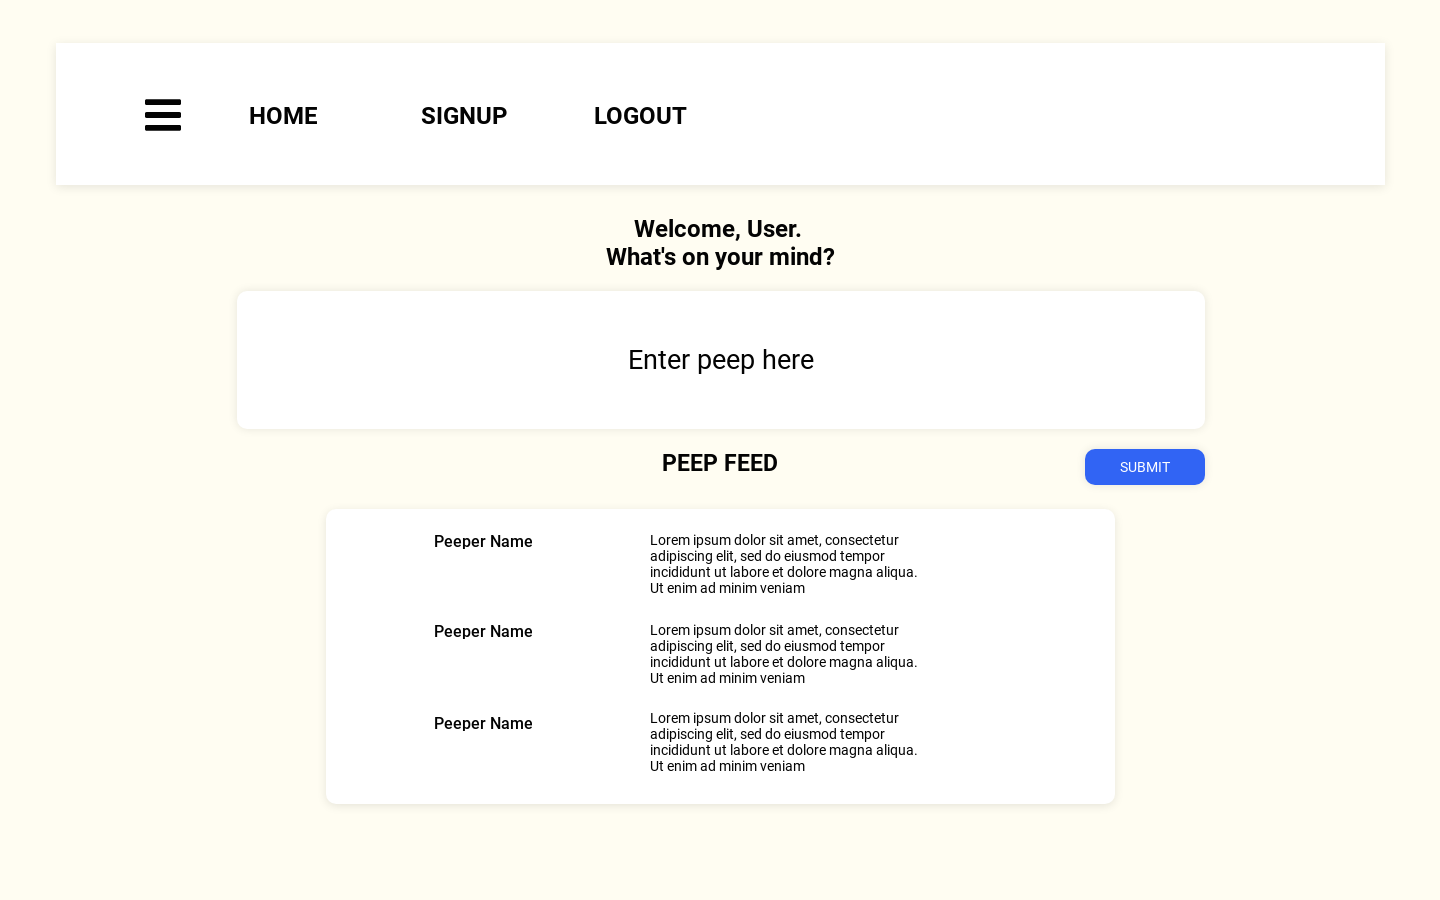 HOME SIGNUP LOGOUT
Welcome, User.
What's on your mind?
Enter peep here
PEEP FEED
SUBMIT
Peeper Name
Lorem ipsum dolor sit amet, consectetur
adipiscing elit, sed do eiusmod tempor
incididunt ut labore et dolore magna aliqua.
Ut enim ad minim veniam
Peeper Name
Lorem ipsum dolor sit amet, consectetur
adipiscing elit, sed do eiusmod tempor
incididunt ut labore et dolore magna aliqua.
Ut enim ad minim veniam
Peeper Name
Lorem ipsum dolor sit amet, consectetur
adipiscing elit, sed do eiusmod tempor
incididunt ut labore et dolore magna aliqua.
Ut enim ad minim veniam